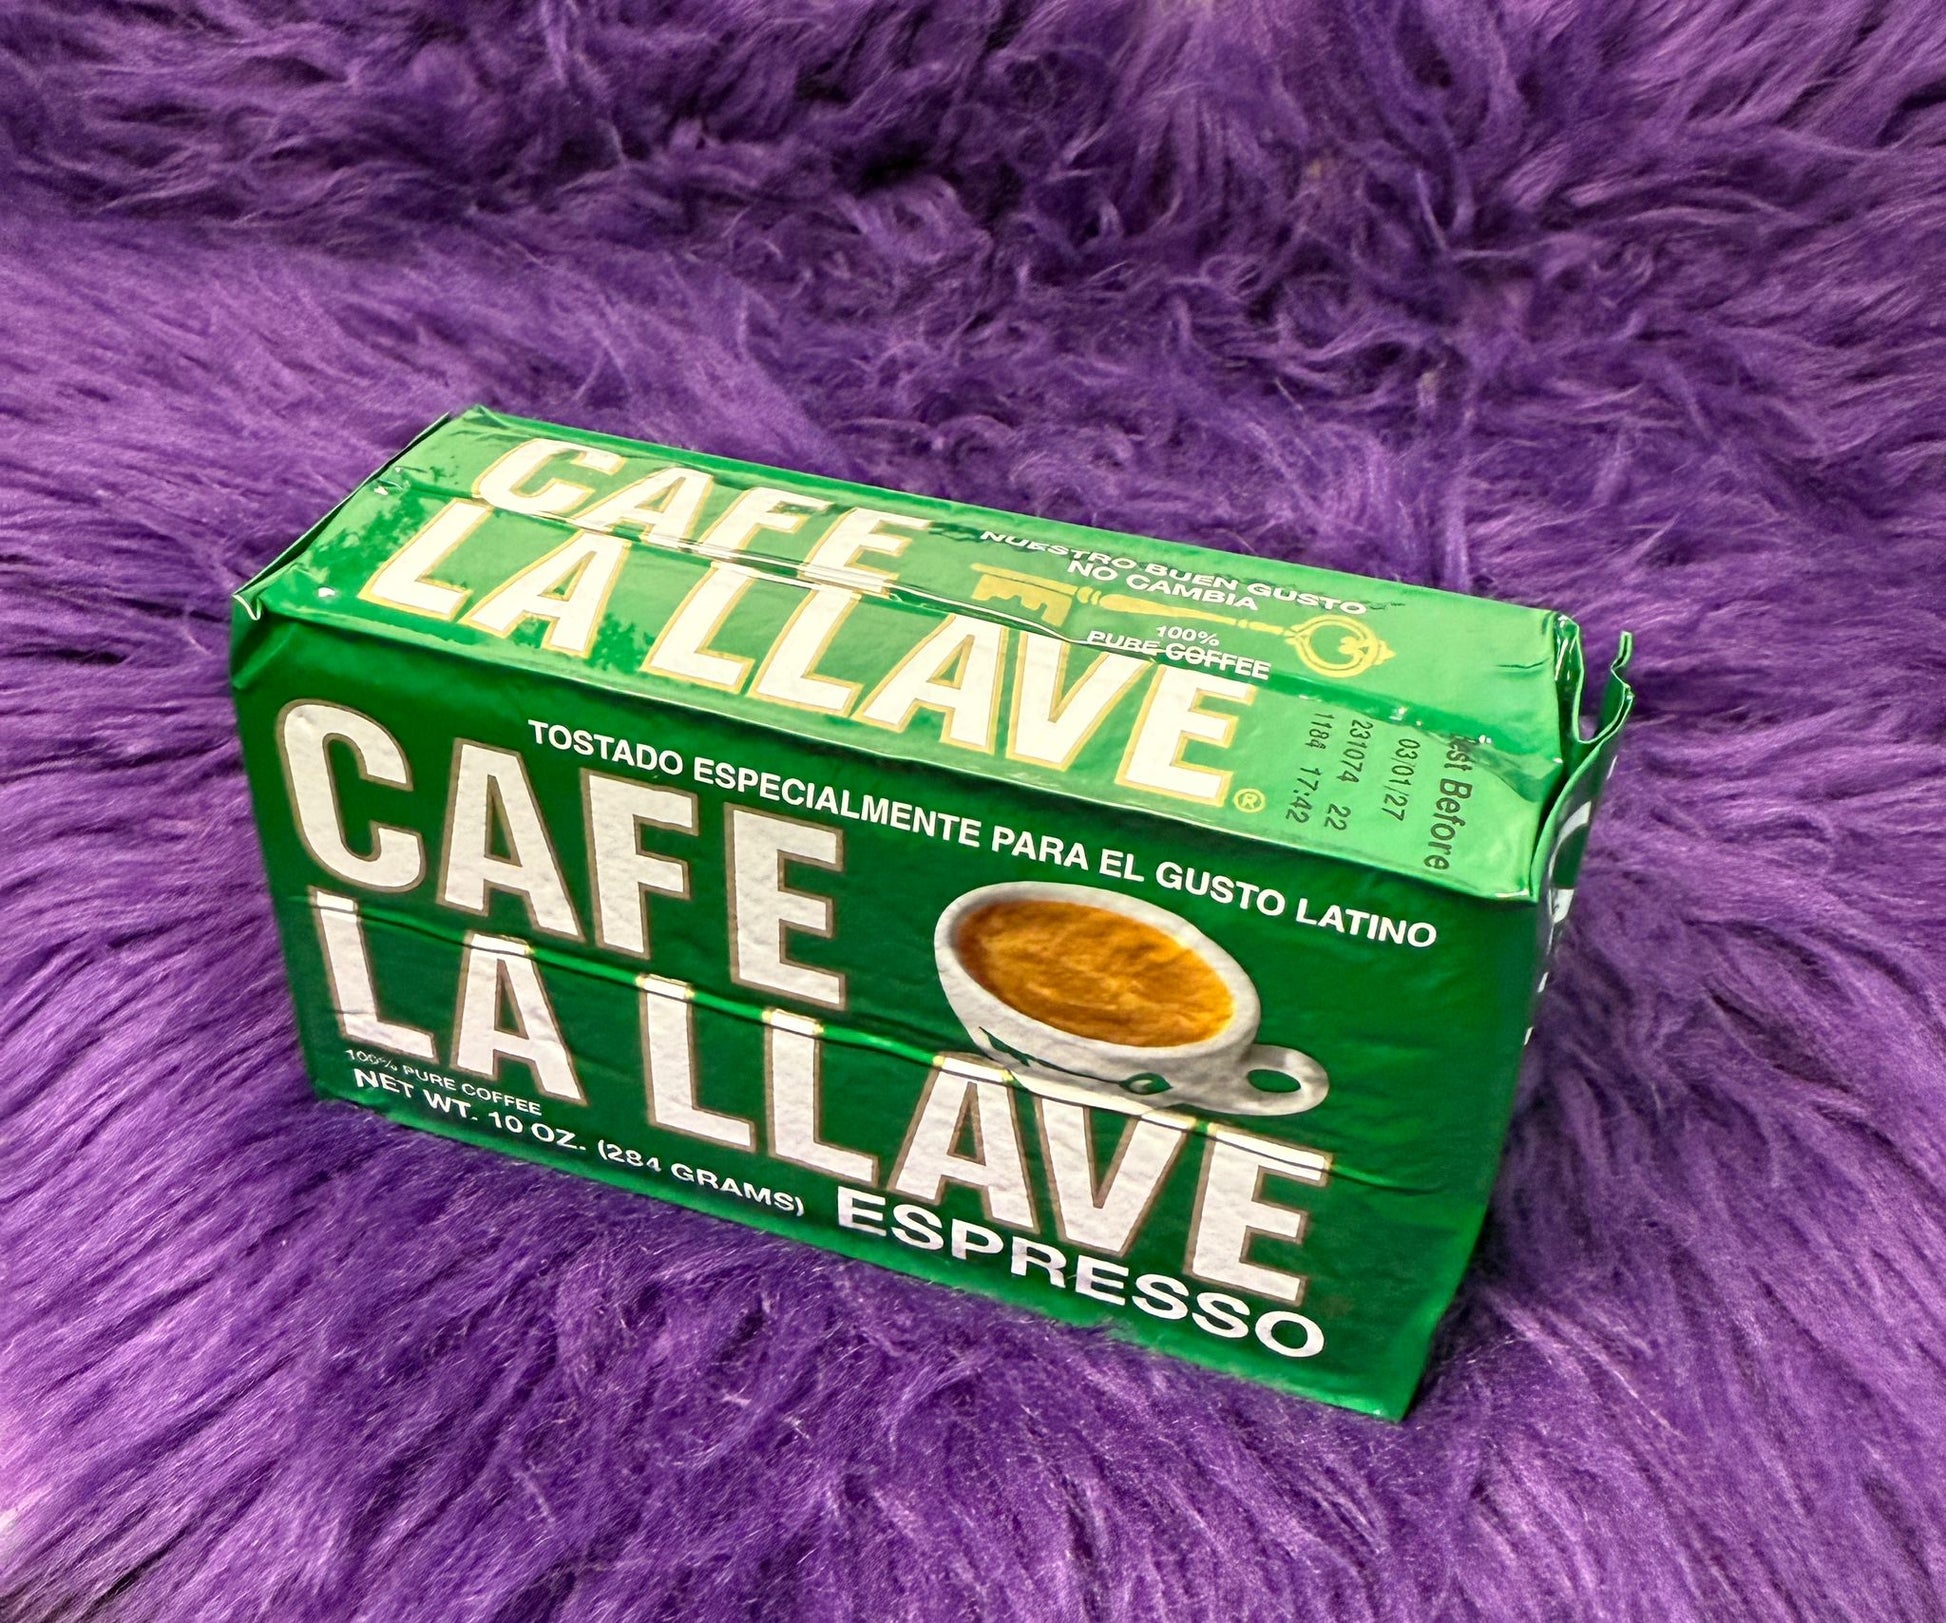 CAFE
LA LLAVE®
NUESTRO BUEN GUSTO
NO CAMBIA
100%
PURE COFFEE
Before
03/01/27
231074 22
1184 17:42
TOSTADO ESPECIALMENTE PARA EL GUSTO LATINO
CAFE
LA LLAVE
100% PURE COFFEE
NET WT. 10 OZ. (284 GRAMS)
ESPRESSO